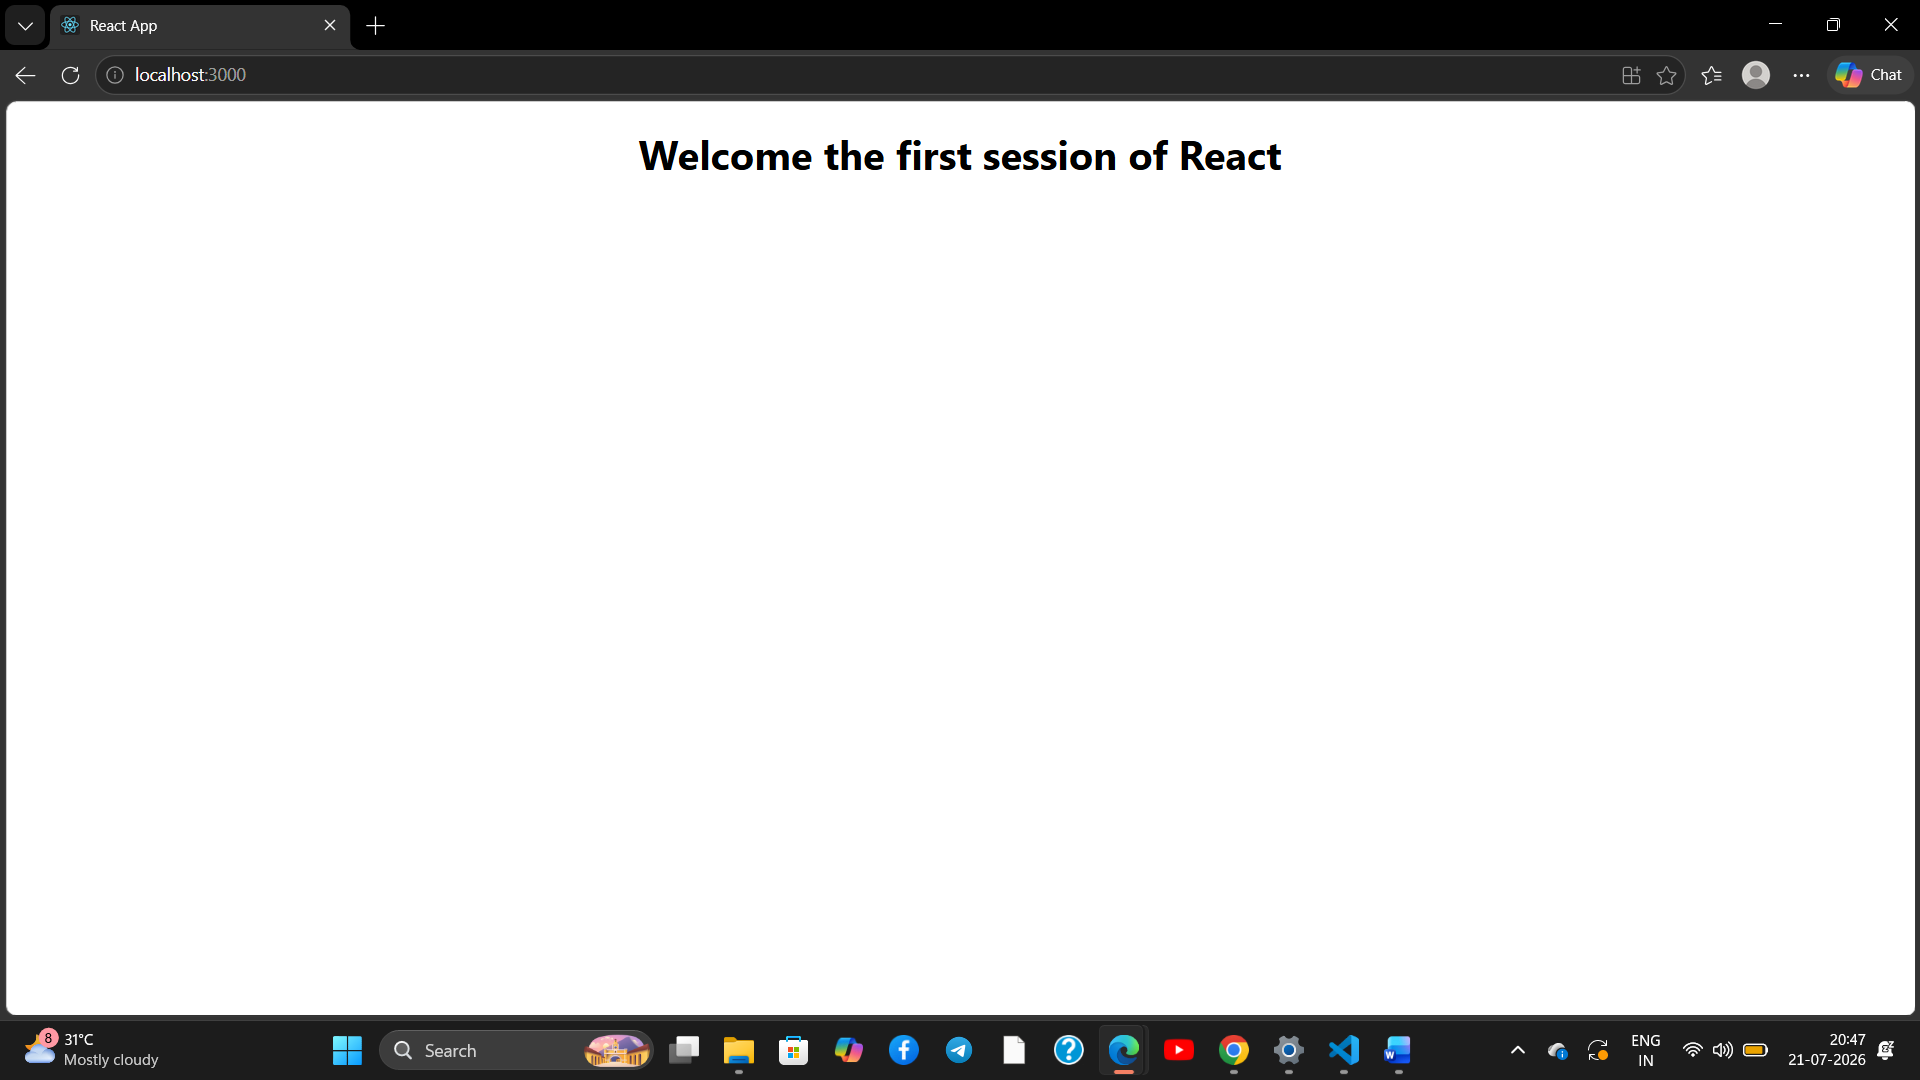 React App
localhost:3000
Chat
Welcome the first session of React
8
31°C
Mostly cloudy
Search
ENG
IN
20:47
21-07-2026